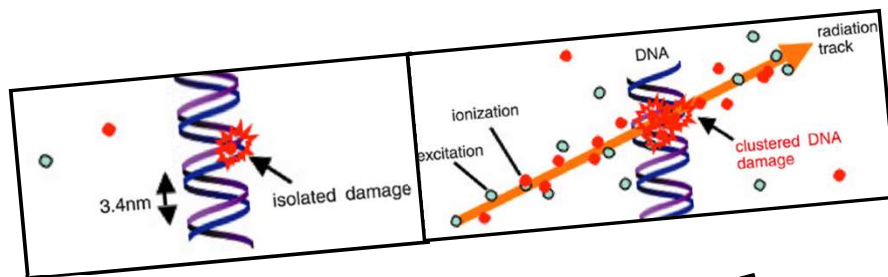 3.4nm
isolated damage
DNA
radiation
track
ionization
excitation
clustered DNA
damage